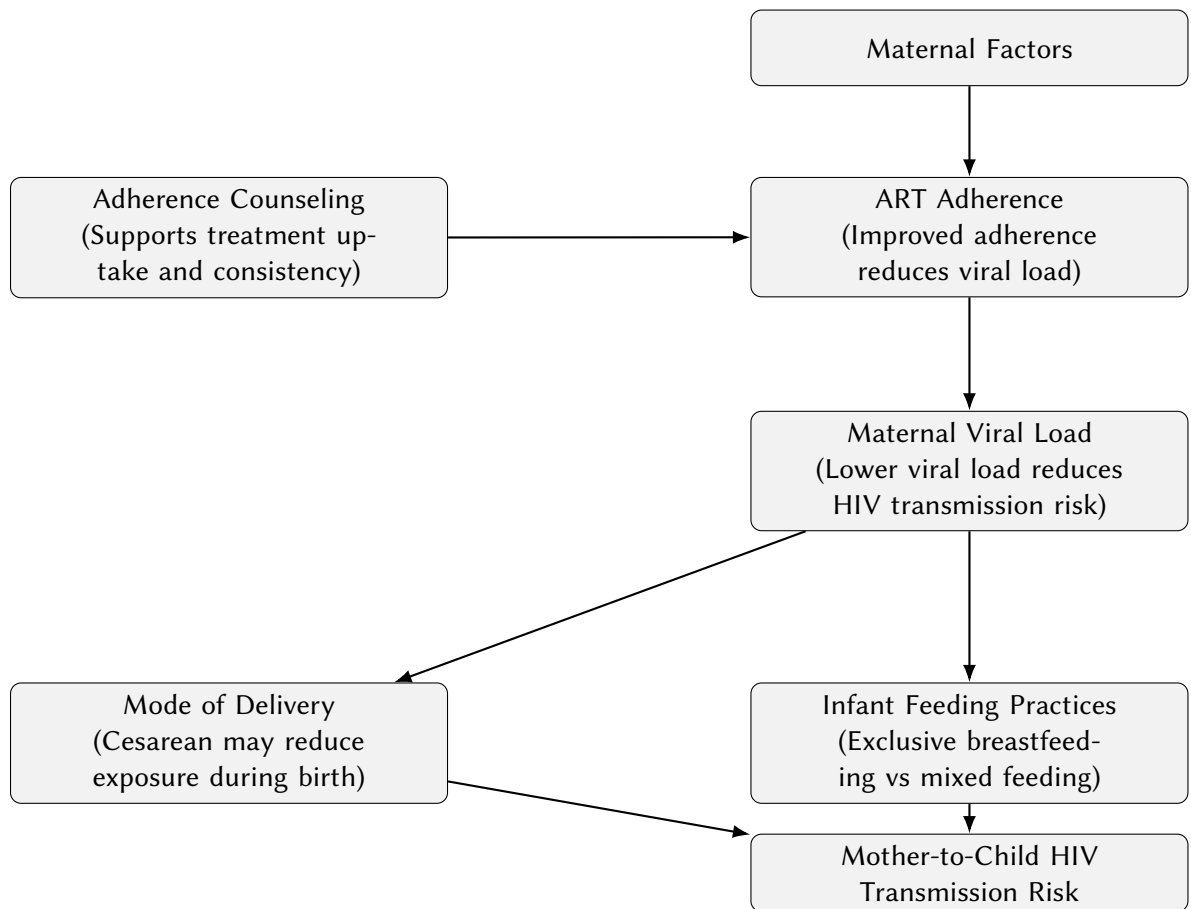 Maternal Factors
Adherence Counseling
(Supports treatment up-
take and consistency)
ART Adherence
(Improved adherence
reduces viral load)
Maternal Viral Load
(Lower viral load reduces
HIV transmission risk)
Mode of Delivery
(Cesarean may reduce
exposure during birth)
Infant Feeding Practices
(Exclusive breastfeed-
ing vs mixed feeding)
Mother-to-Child HIV
Transmission Risk